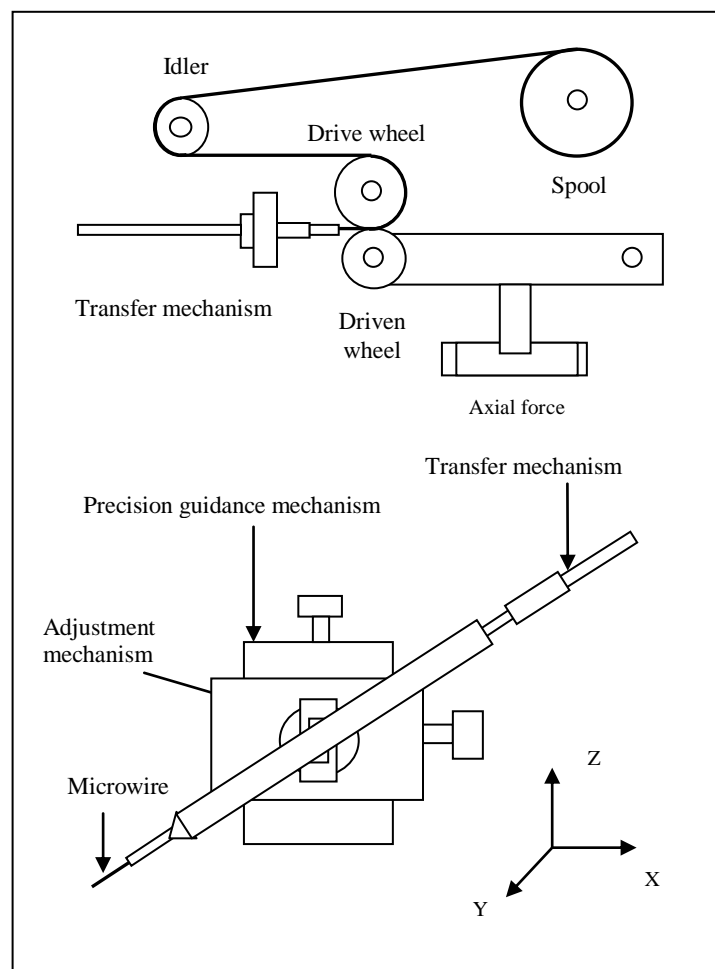 Idler
Drive wheel
Spool
Transfer mechanism
Driven
wheel
Axial force
Transfer mechanism
Precision guidance mechanism
Adjustment
mechanism
Microwire
Z
X
Y